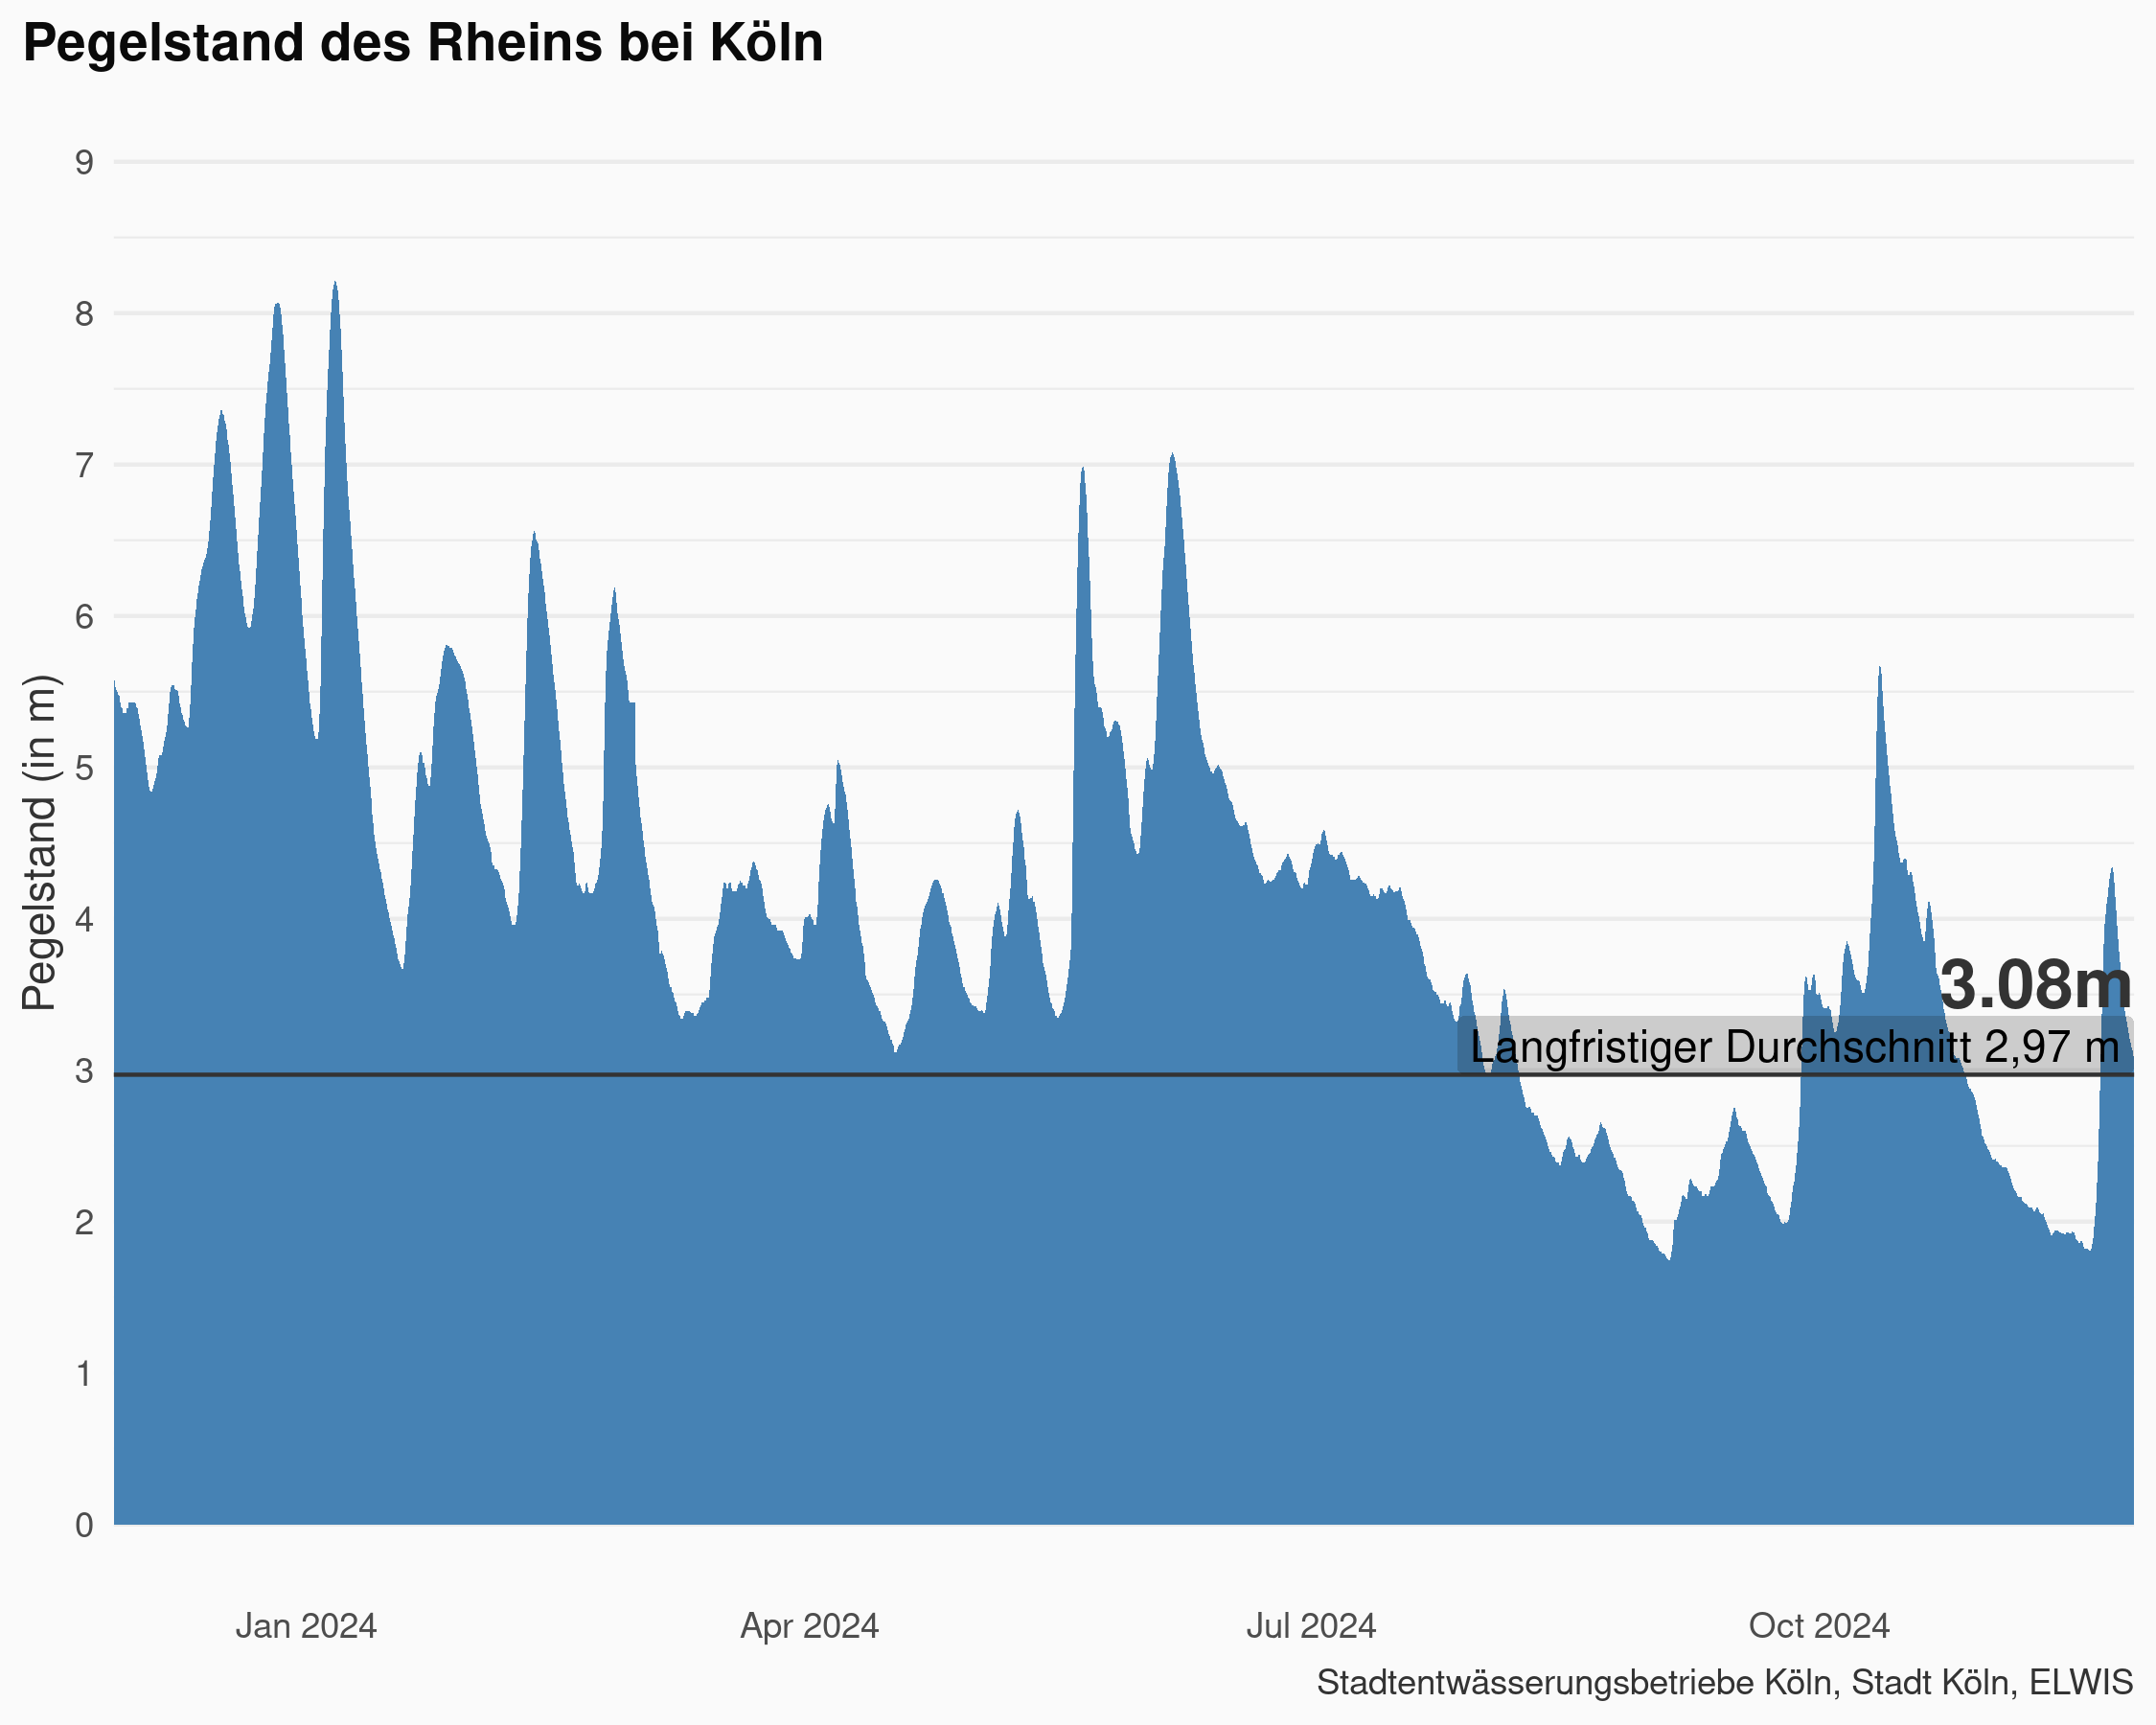 Pegelstand des Rheins bei Köln
Pegelstand (in m)
9
8
7
6
5
4
3
2
1
0
3.08m
Langfristiger Durchschnitt 2,97 m
Jan 2024
Apr 2024
Jul 2024
Oct 2024
Stadtentwässerungsbetriebe Köln, Stadt Köln, ELWIS